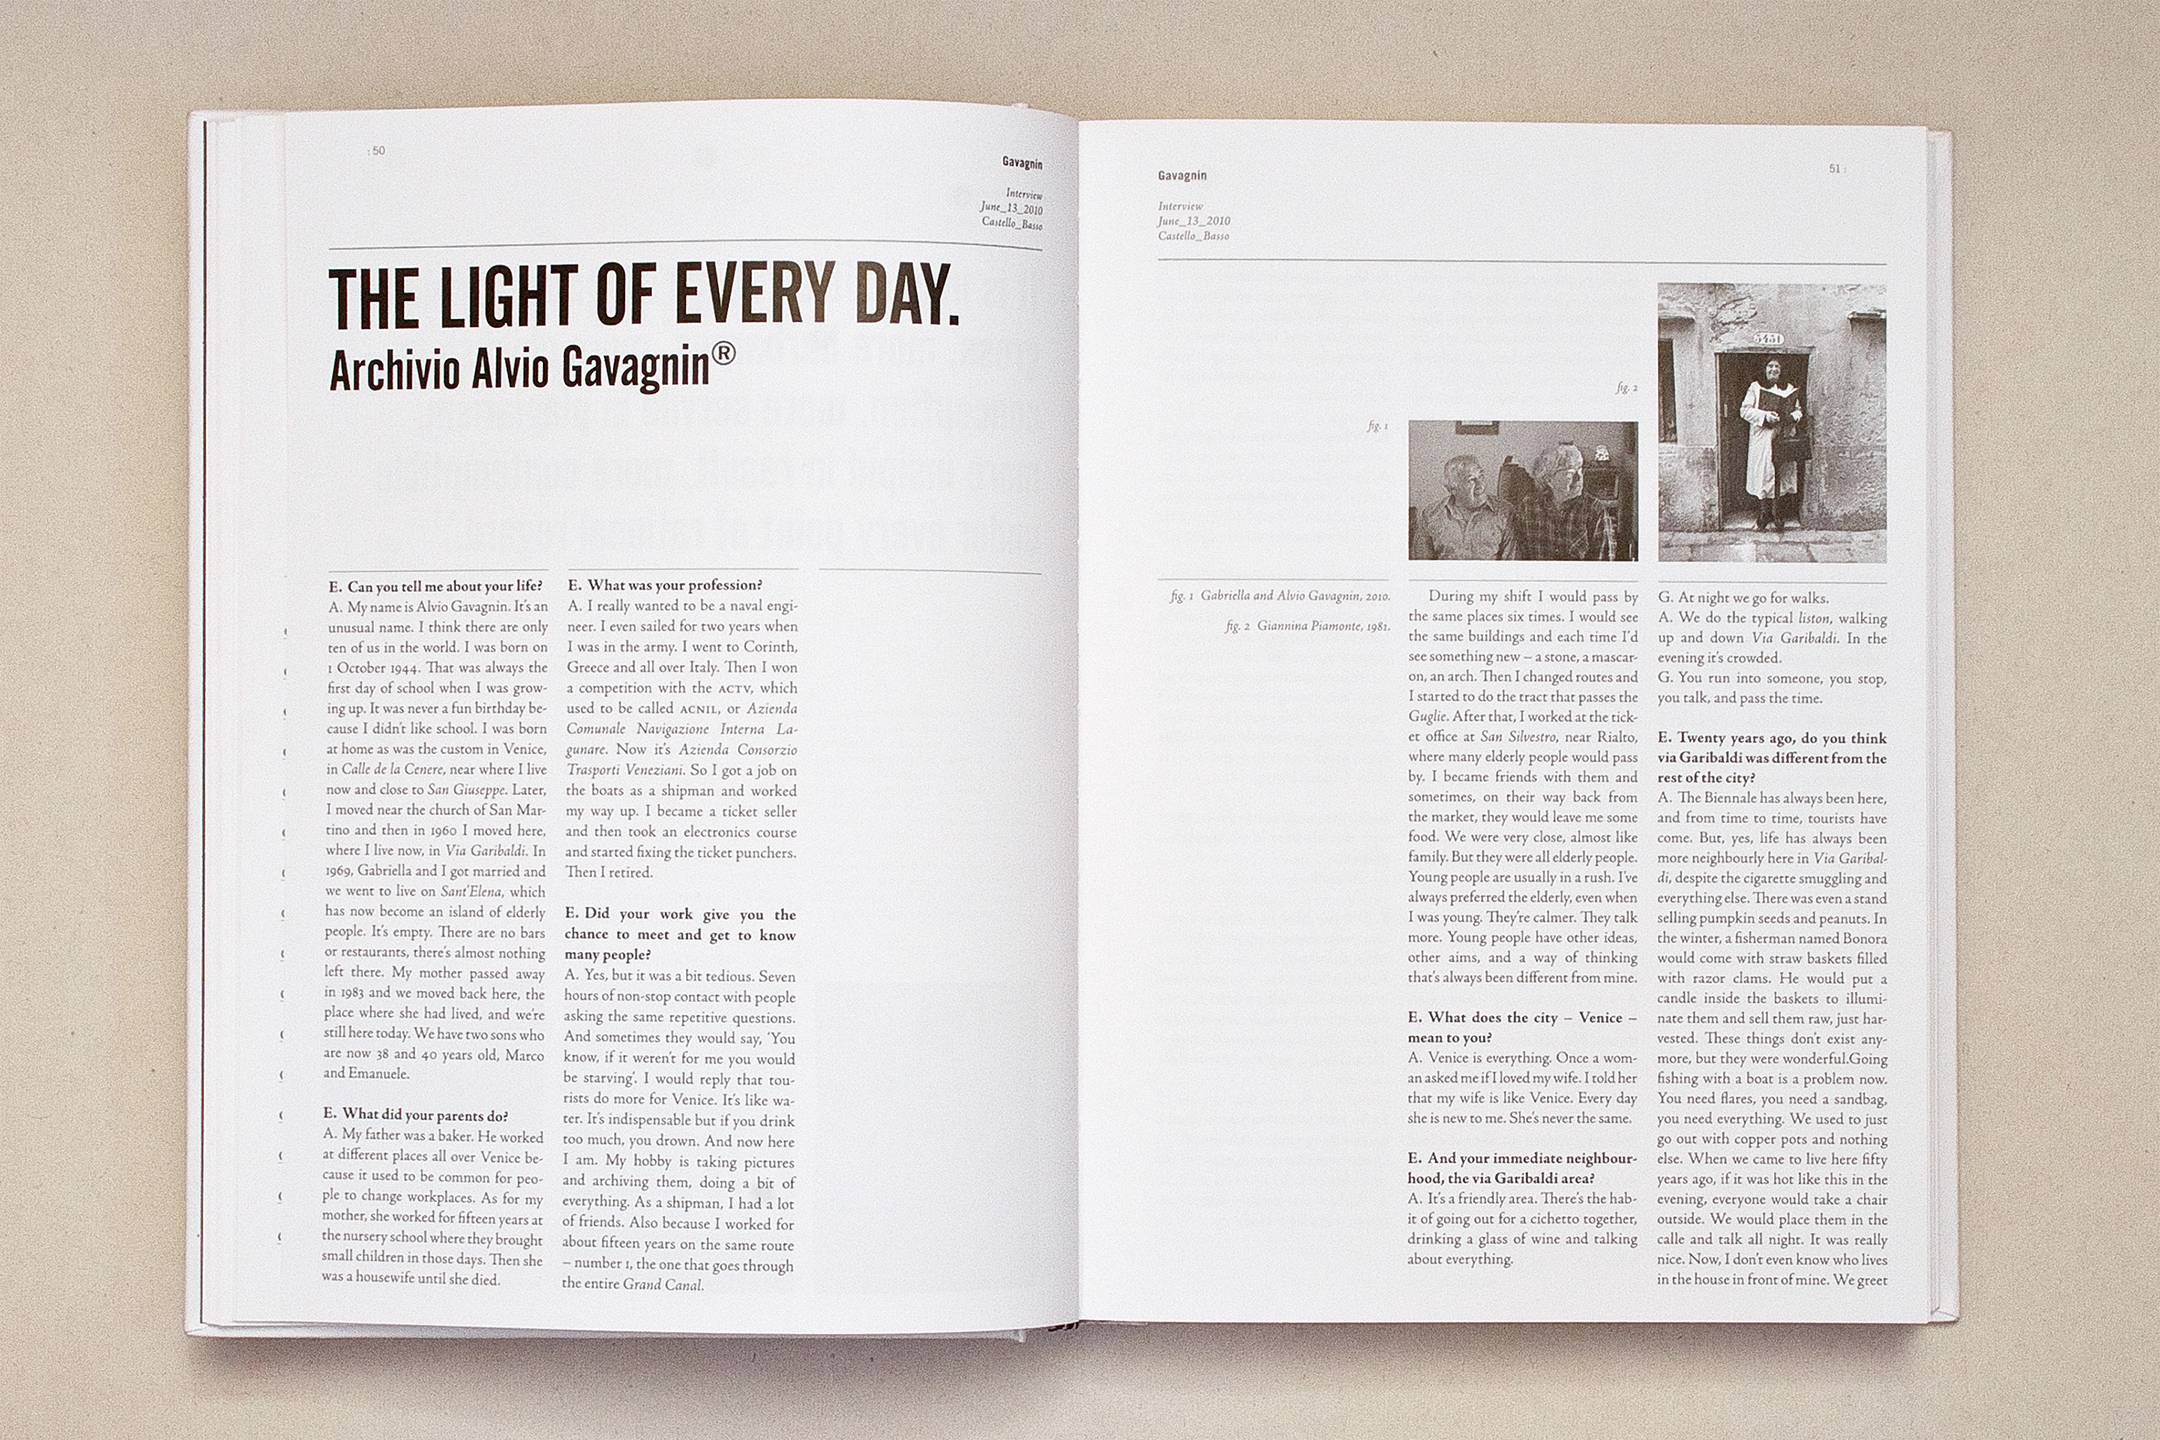 : 50
Gavagnin
Interview
June_13_2010
Castello_Basso
THE LIGHT OF EVERY DAY.
Archivio Alvio Gavagnin®
E. Can you tell me about your life?
A. My name is Alvio Gavagnin. It's an
unusual name. I think there are only
ten of us in the world. I was born on
1 October 1944. That was always the
first day of school when I was grow-
ing up. It was never a fun birthday be-
cause I didn't like school. I was born
at home as was the custom in Venice,
in Calle de la Cenere, near where I live
now and close to San Giuseppe. Later,
I moved near the church of San Mar-
tino and then in 1960 I moved here,
where I live now, in Via Garibaldi. In
1969, Gabriella and I got married and
we went to live on Sant'Elena, which
has now become an island of elderly
people. It's empty. There are no bars
or restaurants, there's almost nothing
left there. My mother passed away
in 1983 and we moved back here, the
place where she had lived, and we're
still here today. We have two sons who
are now 38 and 40 years old, Marco
and Emanuele.
E. What did your parents do?
A. My father was a baker. He worked
at different places all over Venice be-
cause it used to be common for peo-
ple to change workplaces. As for my
mother, she worked for fifteen years at
the nursery school where they brought
small children in those days. Then she
was a housewife until she died.
E. What was your profession?
A. I really wanted to be a naval engi-
neer. I even sailed for two years when
I was in the army. I went to Corinth,
Greece and all over Italy. Then I won
a competition with the ACTV, which
used to be called ACNIL, or Azienda
Comunale Navigazione Interna La-
gunare. Now it's Azienda Consorzio
Trasporti Veneziani. So I got a job on
the boats as a shipman and worked
my way up. I became a ticket seller
and then took an electronics course
and started fixing the ticket punchers.
Then I retired.
E. Did your work give you the
chance to meet and get to know
many people?
A. Yes, but it was a bit tedious. Seven
hours of non-stop contact with people
asking the same repetitive questions.
And sometimes they would say, 'You
know, if it weren't for me you would
be starving'. I would reply that tou-
rists do more for Venice. It's like wa-
ter. It's indispensable but if you drink
too much, you drown. And now here
I am. My hobby is taking pictures
and archiving them, doing a bit of
everything. As a shipman, I had a lot
of friends. Also because I worked for
about fifteen years on the same route
– number 1, the one that goes through
the entire Grand Canal.
Gavagnin
51 :
Interview
June_13_2010
Castello_Basso
fig. 2
fig. 1
5451
fig. 1 Gabriella and Alvio Gavagnin, 2010.
fig. 2 Giannina Piamonte, 1981.
During my shift I would pass by
the same places six times. I would see
the same buildings and each time I'd
see something new – a stone, a mascar-
on, an arch. Then I changed routes and
I started to do the tract that passes the
Guglie. After that, I worked at the tick-
et office at San Silvestro, near Rialto,
where many elderly people would pass
by. I became friends with them and
sometimes, on their way back from
the market, they would leave me some
food. We were very close, almost like
family. But they were all elderly people.
Young people are usually in a rush. I've
always preferred the elderly, even when
I was young. They're calmer. They talk
more. Young people have other ideas,
other aims, and a way of thinking
that's always been different from mine.
E. What does the city – Venice –
mean to you?
A. Venice is everything. Once a wom-
an asked me if I loved my wife. I told her
that my wife is like Venice. Every day
she is new to me. She's never the same.
E. And your immediate neighbour-
hood, the via Garibaldi area?
A. It's a friendly area. There's the hab-
it of going out for a cichetto together,
drinking a glass of wine and talking
about everything.
G. At night we go for walks.
A. We do the typical liston, walking
up and down Via Garibaldi. In the
evening it's crowded.
G. You run into someone, you stop,
you talk, and pass the time.
E. Twenty years ago, do you think
via Garibaldi was different from the
rest of the city?
A. The Biennale has always been here,
and from time to time, tourists have
come. But, yes, life has always been
more neighbourly here in Via Garibal-
di, despite the cigarette smuggling and
everything else. There was even a stand
selling pumpkin seeds and peanuts. In
the winter, a fisherman named Bonora
would come with straw baskets filled
with razor clams. He would put a
candle inside the baskets to illumi-
nate them and sell them raw, just har-
vested. These things don't exist any-
more, but they were wonderful.Going
fishing with a boat is a problem now.
You need flares, you need a sandbag,
you need everything. We used to just
go out with copper pots and nothing
else. When we came to live here fifty
years ago, if it was hot like this in the
evening, everyone would take a chair
outside. We would place them in the
calle and talk all night. It was really
nice. Now, I don't even know who lives
in the house in front of mine. We greet